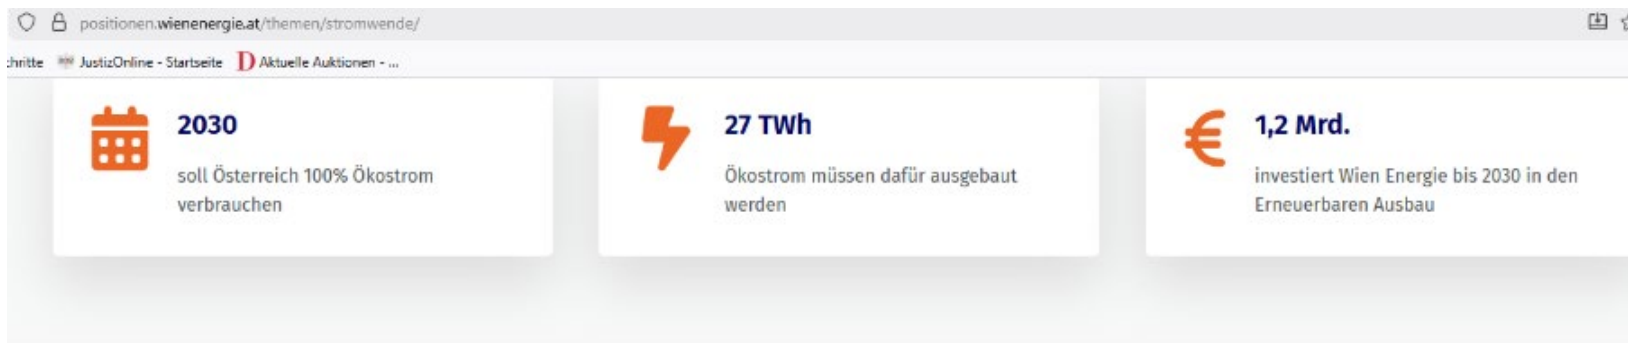 positionen.wienenergie.at/themen/stromwende/
chritte JustizOnline - Startseite D Aktuelle Auktionen - ...
2030
soll Österreich 100% Ökostrom
verbrauchen
27 TWh
Ökostrom müssen dafür ausgebaut
werden
€
1,2 Mrd.
investiert Wien Energie bis 2030 in den
Erneuerbaren Ausbau